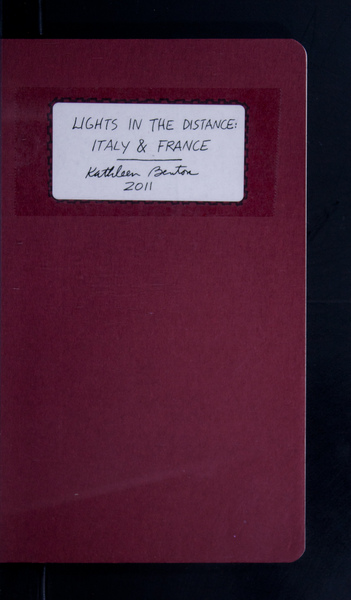 LIGHTS IN THE DISTANCE:
ITALY & FRANCE
Kathleen Benton
2011